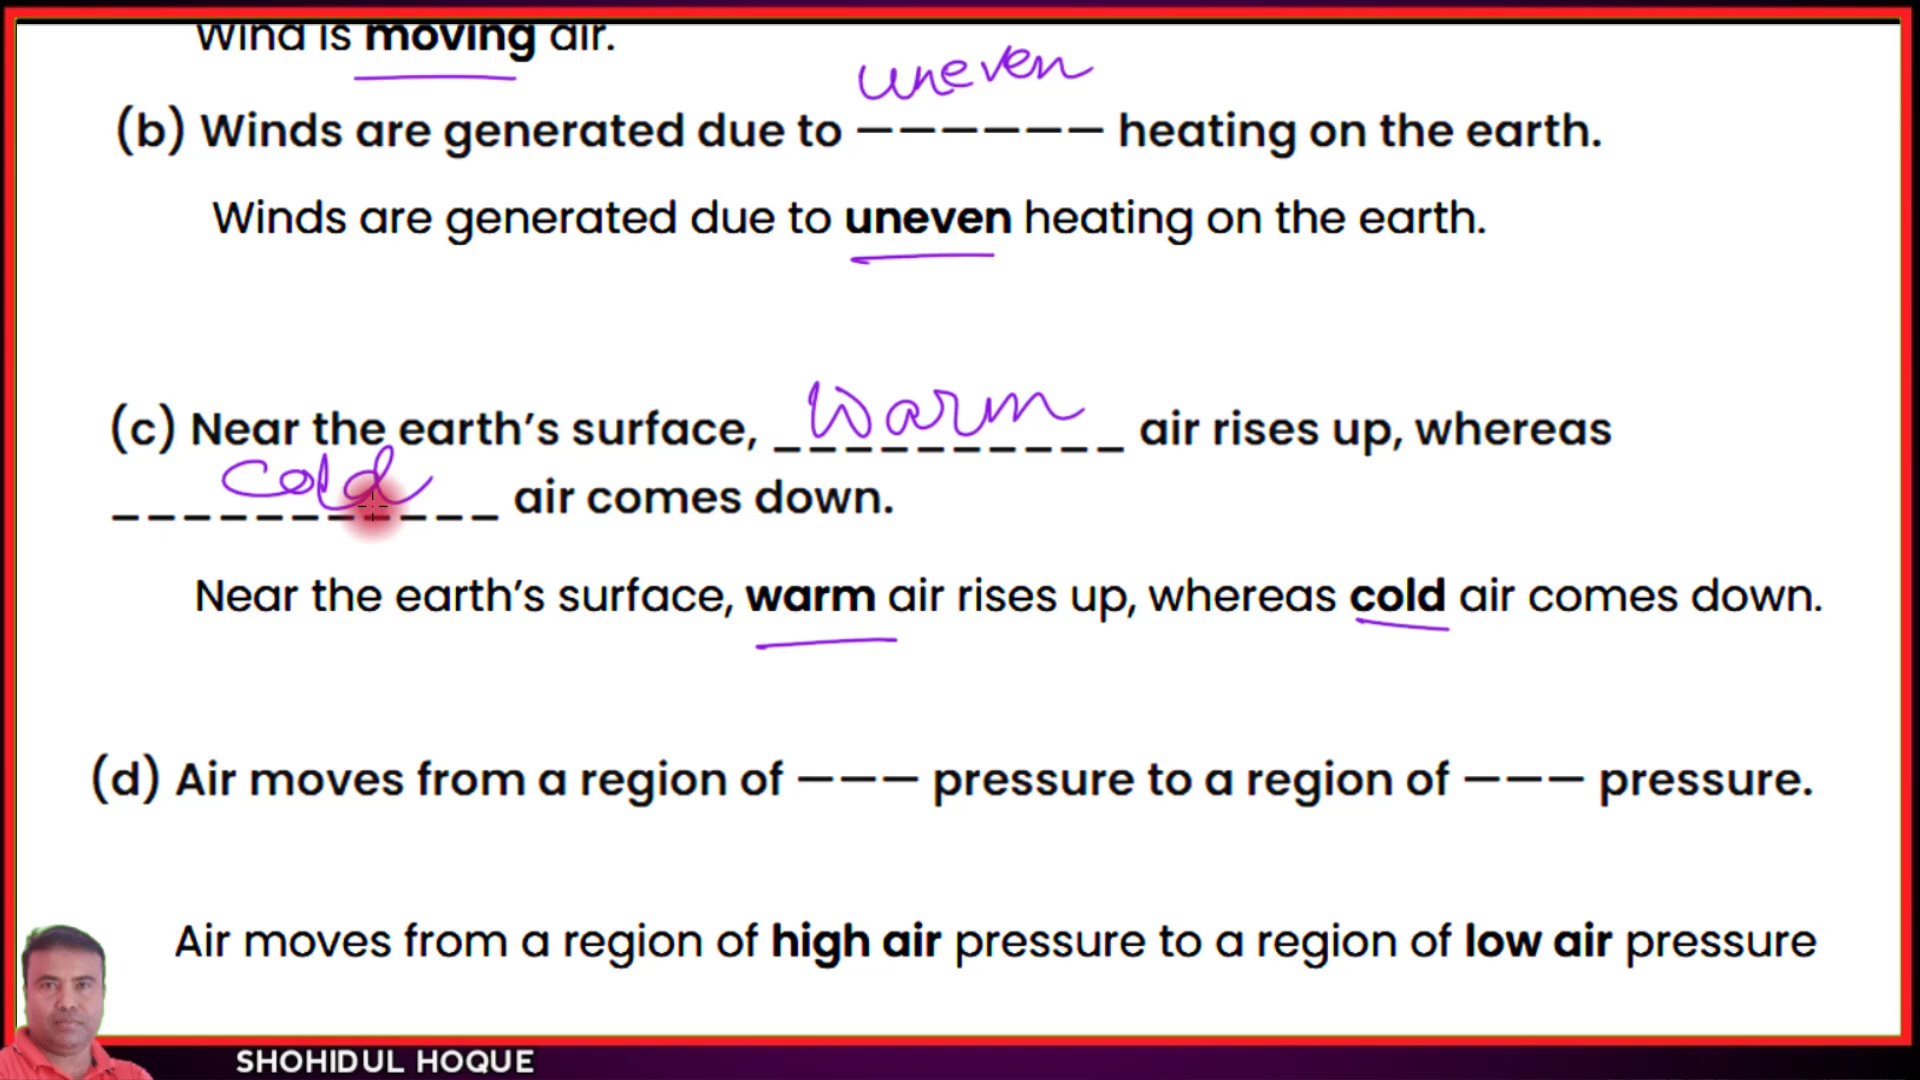 Wind is moving air.
uneven
(b) Winds are generated due to —————— heating on the earth.
Winds are generated due to uneven heating on the earth.
warm
(c) Near the earth's surface, __________ air rises up, whereas
cold
___________ air comes down.
Near the earth's surface, warm air rises up, whereas cold air comes down.
(d) Air moves from a region of ——— pressure to a region of ——— pressure.
Air moves from a region of high air pressure to a region of low air pressure
SHOHIDUL HOQUE